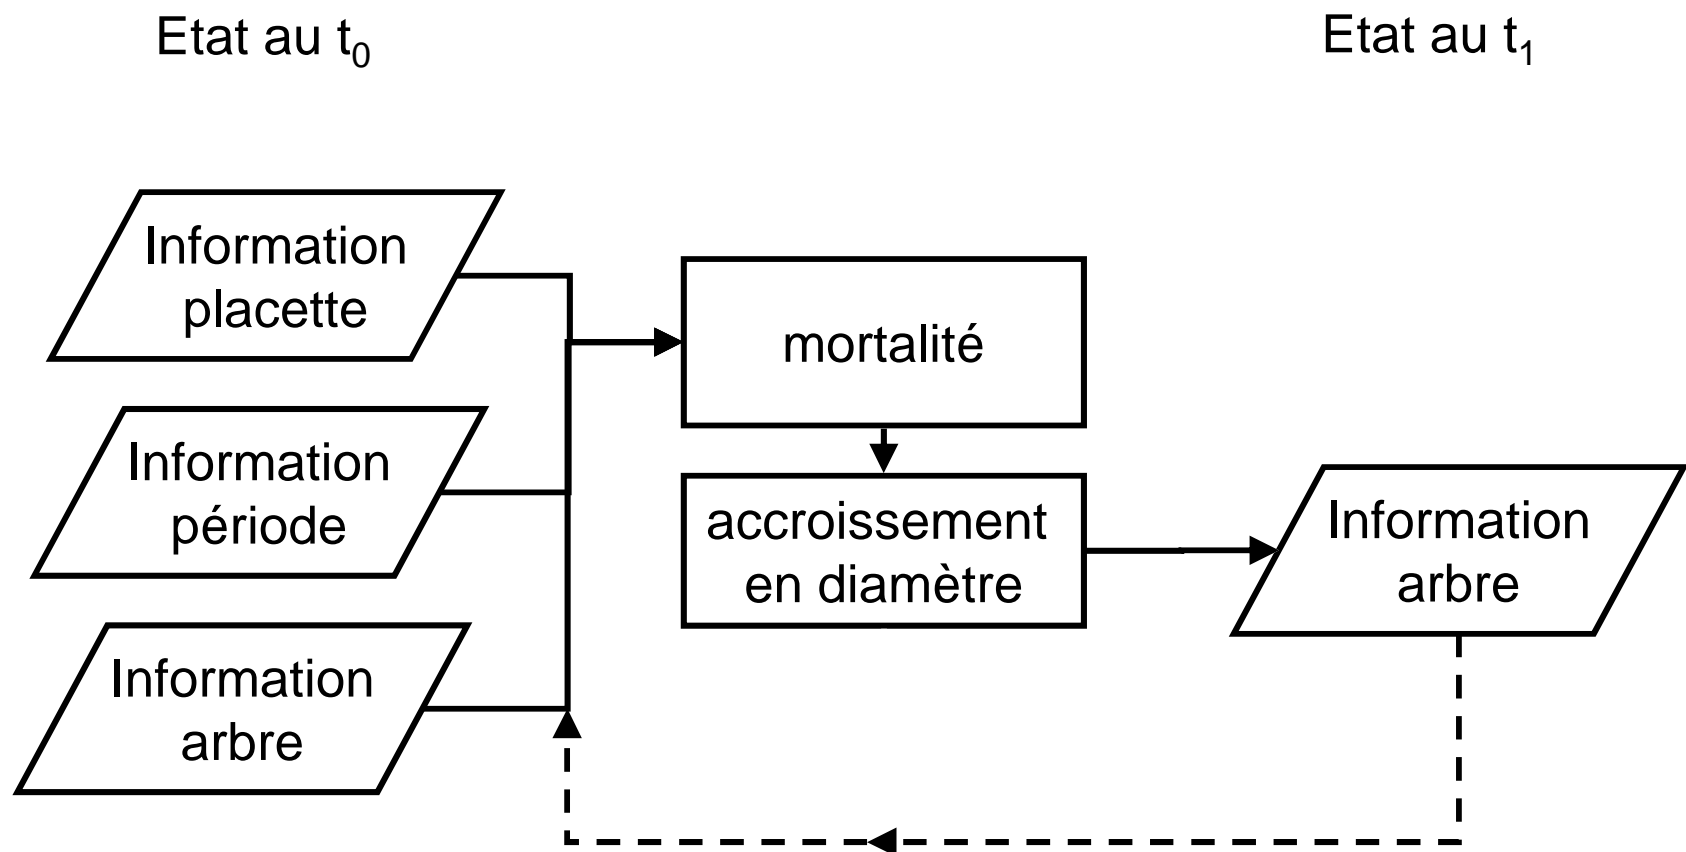 Etat au t₀
Etat au t₁
Information
placette
mortalité
Information
période
accroissement
en diamètre
Information
arbre
Information
arbre